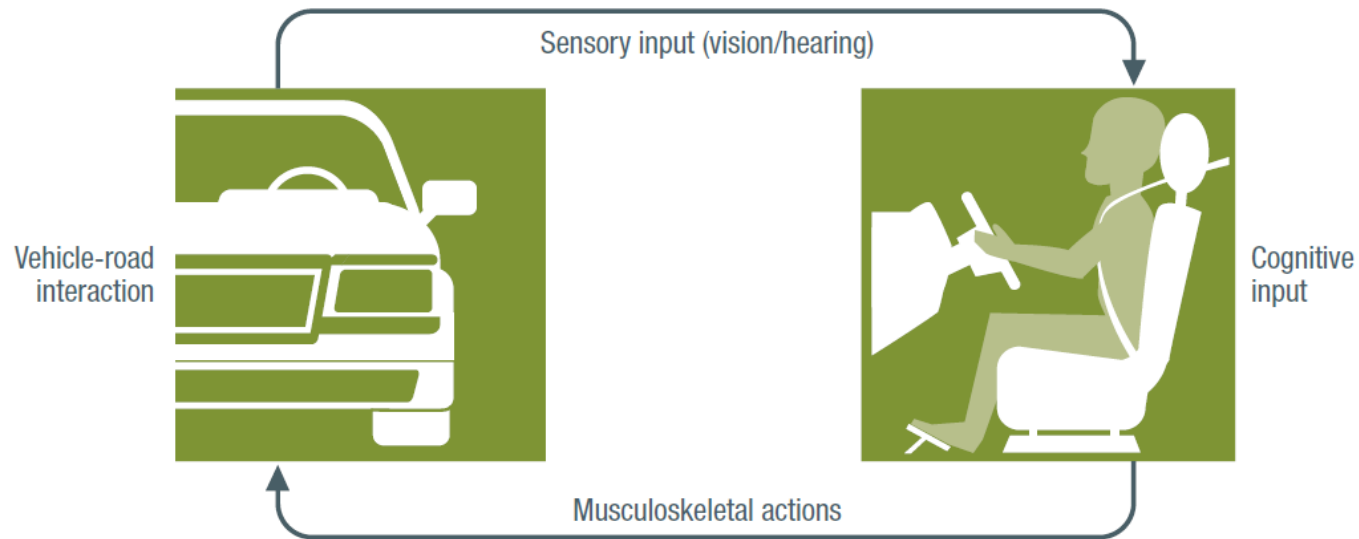 Sensory input (vision/hearing)
Vehicle-road
interaction
Cognitive
input
Musculoskeletal actions